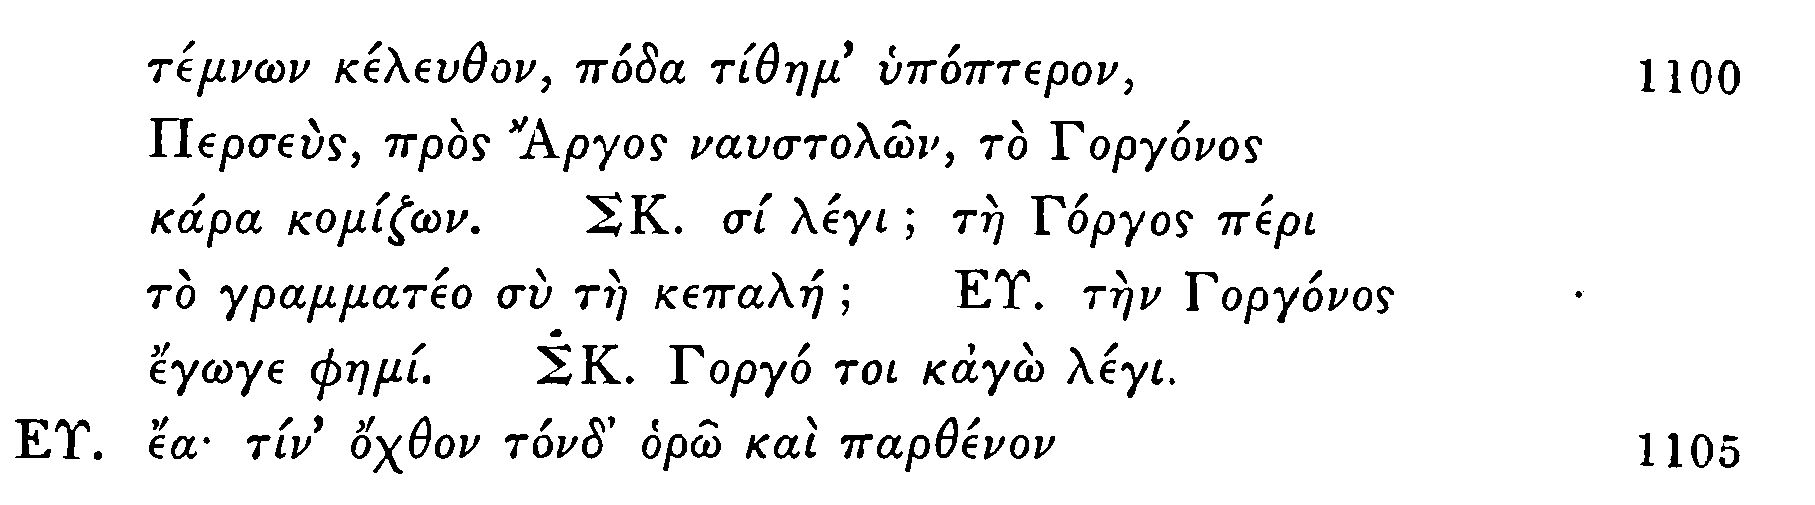 τέμνων κέλευθον, πόδα τίθημ' ὑπόπτερον, 1100
Περσεὺς, πρὸς Ἄργος ναυστολῶν, τὸ Γοργόνος
κάρα κομίζων. ΣΚ. σί λέγι; τὴ Γόργος πέρι
τὸ γραμματέο σὺ τὴ κεπαλή; ΕΥ. τὴν Γοργόνος
ἔγωγε φημί. ΣΚ. Γοργό τοι κἀγὼ λέγι.
ΕΥ. ἔα· τίν' ὄχθον τόνδ' ὁρῶ καὶ παρθένον 1105